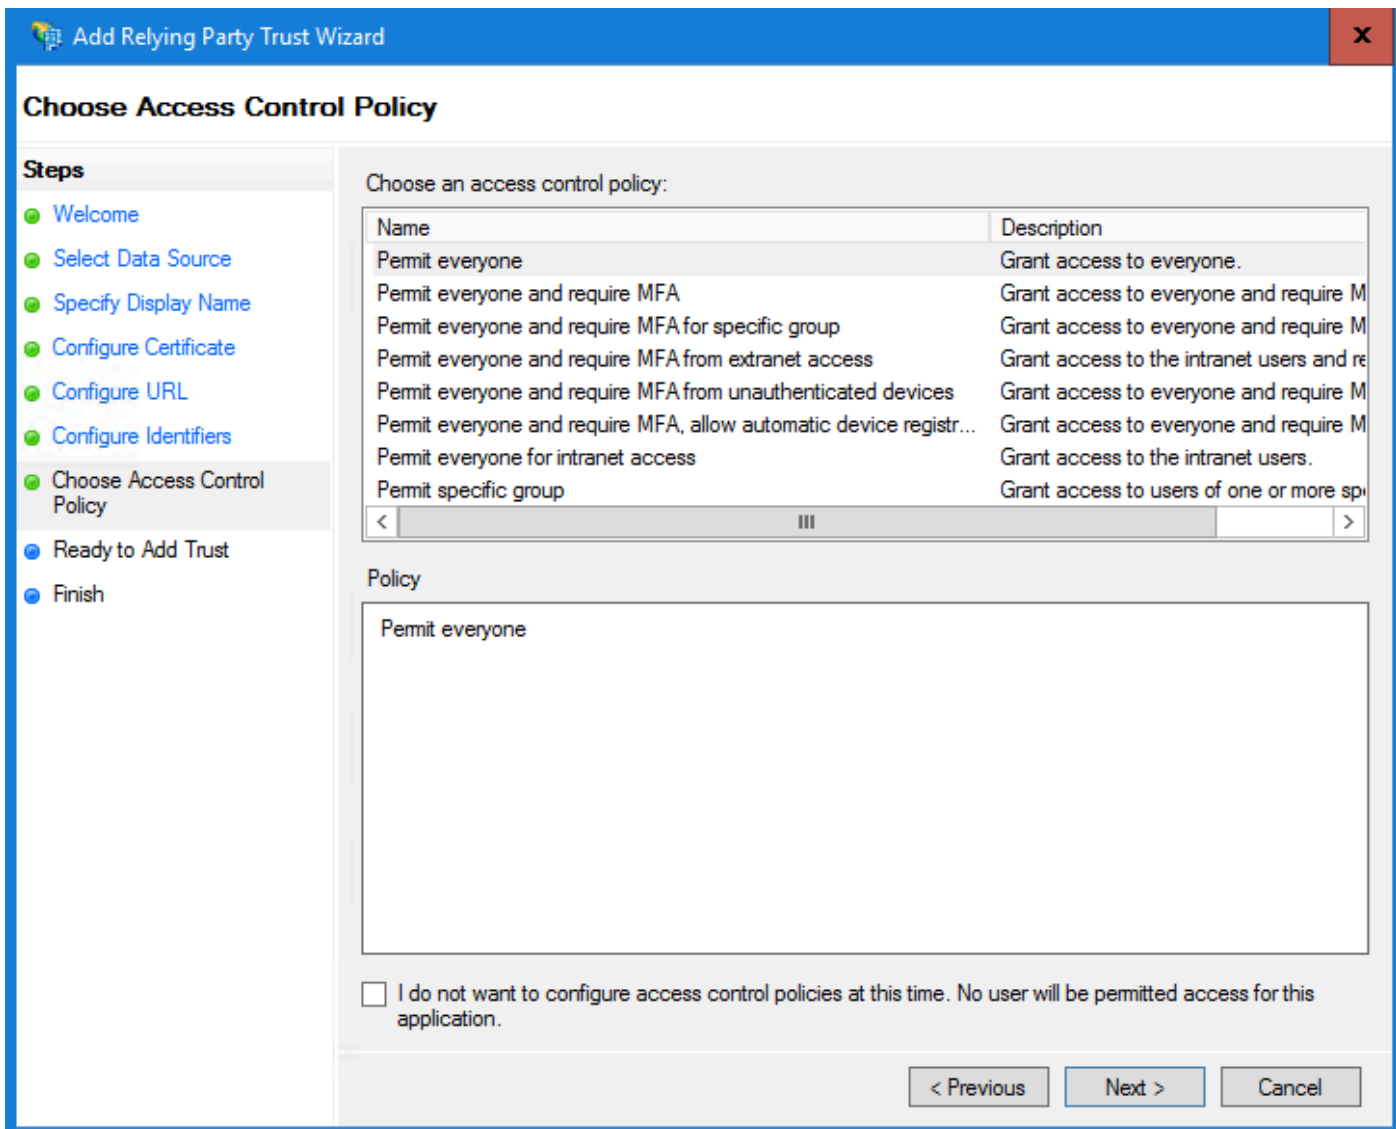 Add Relying Party Trust Wizard
x
Choose Access Control Policy
Steps
Welcome
Select Data Source
Specify Display Name
Configure Certificate
Configure URL
Configure Identifiers
Choose Access Control
Policy
Ready to Add Trust
Finish
Choose an access control policy:
Name Description
Permit everyone Grant access to everyone.
Permit everyone and require MFA Grant access to everyone and require M
Permit everyone and require MFA for specific group Grant access to everyone and require M
Permit everyone and require MFA from extranet access Grant access to the intranet users and re
Permit everyone and require MFA from unauthenticated devices Grant access to everyone and require M
Permit everyone and require MFA, allow automatic device registr... Grant access to everyone and require M
Permit everyone for intranet access Grant access to the intranet users.
Permit specific group Grant access to users of one or more spe
Policy
Permit everyone
I do not want to configure access control policies at this time. No user will be permitted access for this
application.
< Previous Next > Cancel